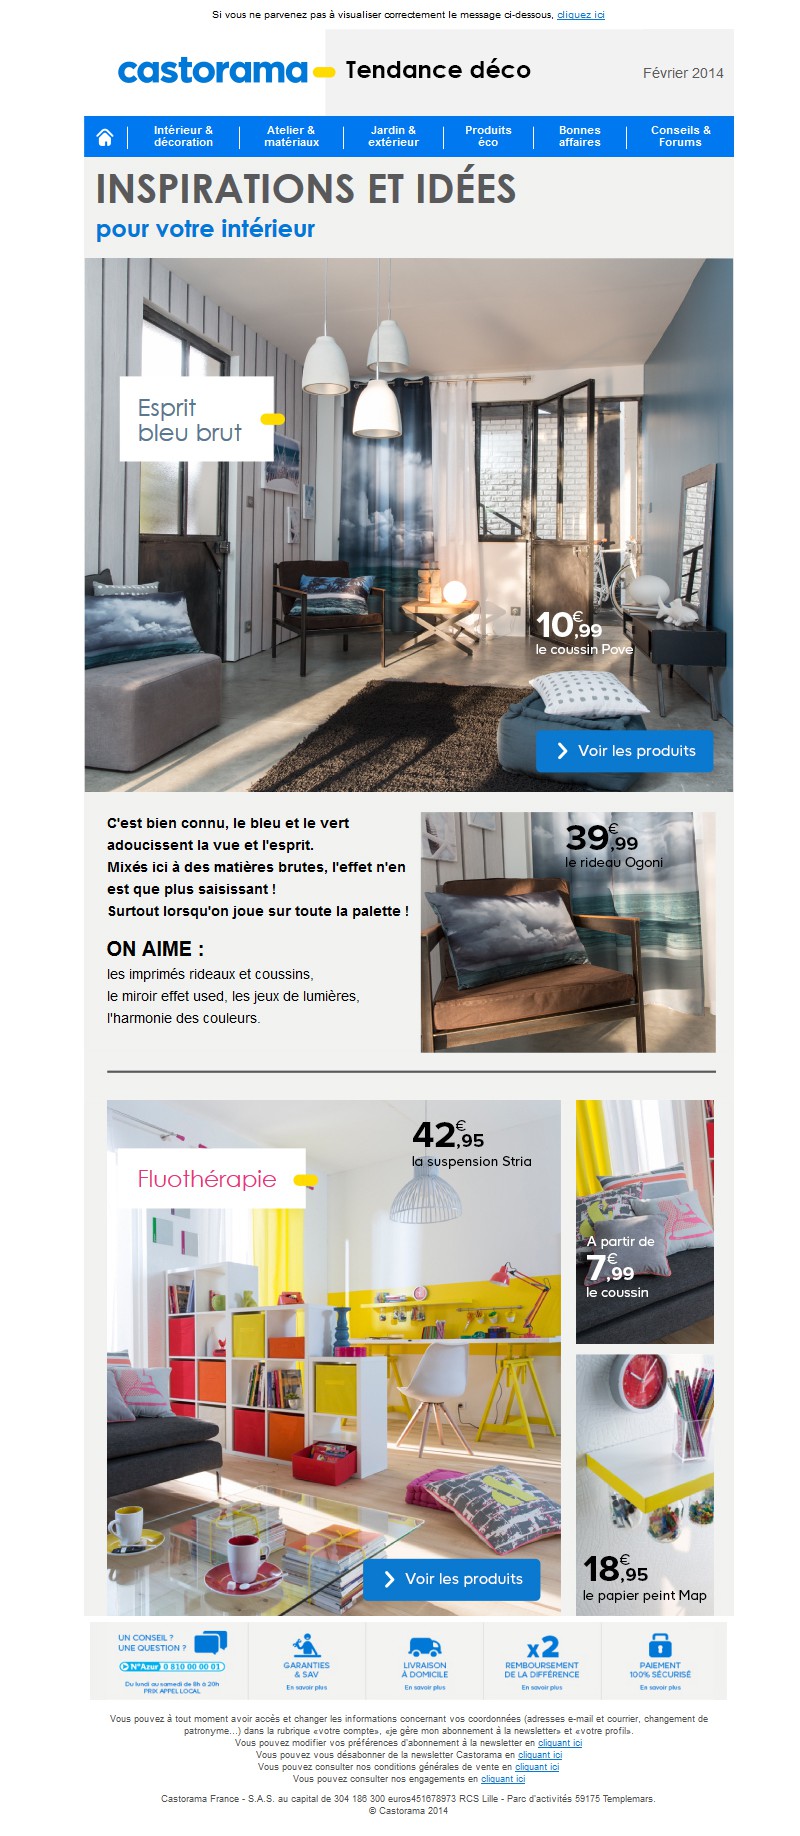 Si vous ne parvenez pas à visualiser correctement le message ci-dessous, cliquez ici
castorama
Tendance déco
Février 2014
Intérieur & décoration
Atelier & matériaux
Jardin & extérieur
Produits éco
Bonnes affaires
Conseils & Forums
INSPIRATIONS ET IDÉES
pour votre intérieur
Esprit
bleu brut
10€,99
le coussin Pove
Voir les produits
C'est bien connu, le bleu et le vert
adoucissent la vue et l'esprit.
Mixés ici à des matières brutes, l'effet n'en
est que plus saisissant !
Surtout lorsqu'on joue sur toute la palette !
ON AIME :
les imprimés rideaux et coussins,
le miroir effet used, les jeux de lumières,
l'harmonie des couleurs.
39€,99
le rideau Ogoni
Fluothérapie
42€,95
la suspension Stria
Voir les produits
A partir de
7€,99
le coussin
18€,95
le papier peint Map
UN CONSEIL ?
UNE QUESTION ?
N°Azur 0 810 00 00 01
Du lundi au samedi de 8h à 20h
PRIX APPEL LOCAL
GARANTIES
& SAV
En savoir plus
LIVRAISON
À DOMICILE
En savoir plus
x2
REMBOURSEMENT
DE LA DIFFÉRENCE
En savoir plus
PAIEMENT
100% SÉCURISÉ
En savoir plus
Vous pouvez à tout moment avoir accès et changer les informations concernant vos coordonnées (adresses e-mail et courrier, changement de
patronyme...) dans la rubrique «votre compte», «je gère mon abonnement à la newsletter» et «votre profil».
Vous pouvez modifier vos préférences d'abonnement à la newsletter en cliquant ici
Vous pouvez vous désabonner de la newsletter Castorama en cliquant ici
Vous pouvez consulter nos conditions générales de vente en cliquant ici
Vous pouvez consulter nos engagements en cliquant ici
Castorama France - S.A.S. au capital de 304 186 300 euros451678973 RCS Lille - Parc d'activités 59175 Templemars.
© Castorama 2014